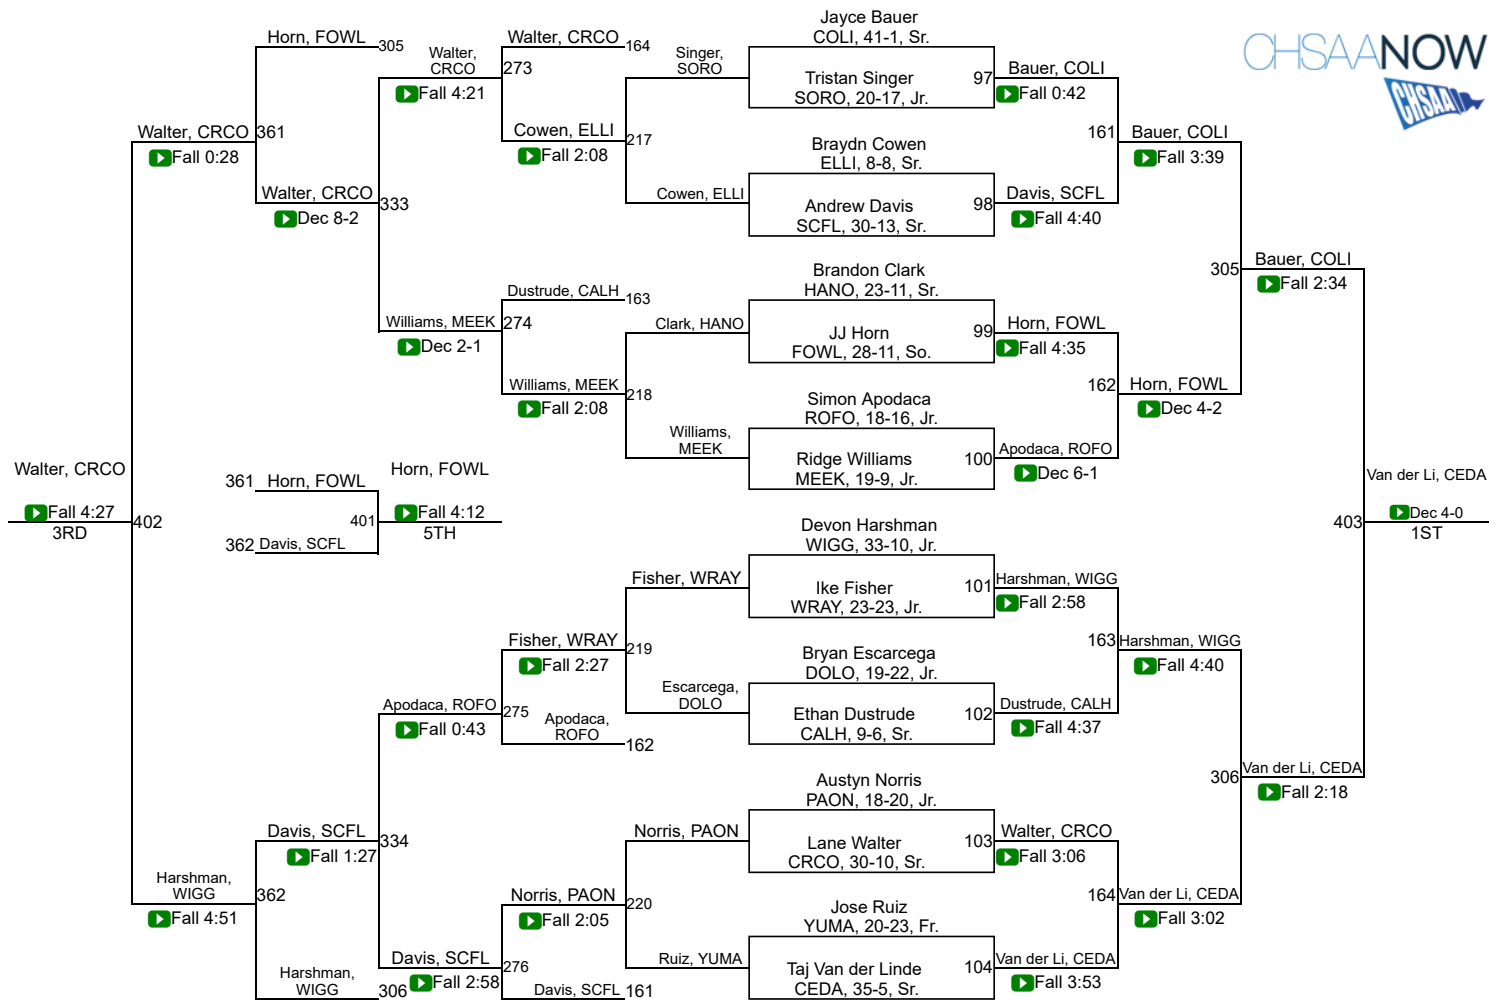 CHSAANOW
CHSAA
Horn, FOWL
305
Walter, CRCO
361
Fall 0:28
Walter, CRCO
333
Dec 8-2
Walter,
CRCO
273
Fall 4:21
Walter, CRCO
164
Cowen, ELLI
217
Fall 2:08
Singer,
SORO
Cowen, ELLI
Williams, MEEK
274
Dec 2-1
Dustrude, CALH
163
Williams, MEEK
218
Fall 2:08
Clark, HANO
Williams,
MEEK
Walter, CRCO
Fall 4:27
402
3RD
361
Horn, FOWL
362
Davis, SCFL
401
Horn, FOWL
Fall 4:12
5TH
Fisher, WRAY
Fisher, WRAY
219
Fall 2:27
Escarcega,
DOLO
Apodaca, ROFO
275
Fall 0:43
Apodaca,
ROFO
162
Davis, SCFL
334
Fall 1:27
Harshman,
WIGG
362
Fall 4:51
Harshman,
WIGG
306
Norris, PAON
Norris, PAON
220
Fall 2:05
Davis, SCFL
276
Fall 2:58
Ruiz, YUMA
Davis, SCFL
161
Jayce Bauer
COLI, 41-1, Sr.
Tristan Singer
97
SORO, 20-17, Jr.
Braydn Cowen
ELLI, 8-8, Sr.
Andrew Davis
98
SCFL, 30-13, Sr.
Brandon Clark
HANO, 23-11, Sr.
JJ Horn
99
FOWL, 28-11, So.
Simon Apodaca
ROFO, 18-16, Jr.
Ridge Williams
100
MEEK, 19-9, Jr.
Devon Harshman
WIGG, 33-10, Jr.
Ike Fisher
101
WRAY, 23-23, Jr.
Bryan Escarcega
DOLO, 19-22, Jr.
Ethan Dustrude
102
CALH, 9-6, Sr.
Austyn Norris
PAON, 18-20, Jr.
Lane Walter
103
CRCO, 30-10, Sr.
Jose Ruiz
YUMA, 20-23, Fr.
Taj Van der Linde
104
CEDA, 35-5, Sr.
Bauer, COLI
Fall 0:42
161
Davis, SCFL
Fall 4:40
Bauer, COLI
Fall 3:39
Horn, FOWL
Fall 4:35
162
Apodaca, ROFO
Dec 6-1
Horn, FOWL
Dec 4-2
305
Bauer, COLI
Fall 2:34
Harshman, WIGG
Fall 2:58
163
Dustrude, CALH
Fall 4:37
Harshman, WIGG
Fall 4:40
Walter, CRCO
Fall 3:06
164
Van der Li, CEDA
Fall 3:53
Van der Li, CEDA
Fall 3:02
306
Van der Li, CEDA
Fall 2:18
Van der Li, CEDA
403
Dec 4-0
1ST